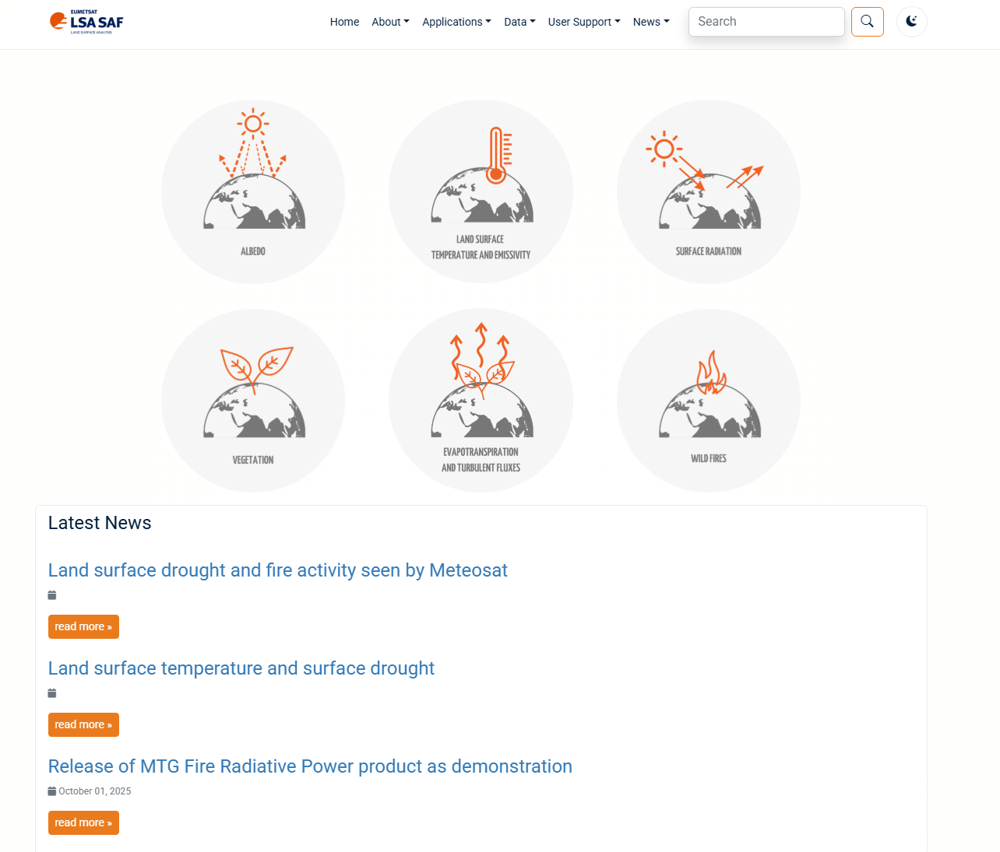 EUMETSAT
LSA SAF
LAND SURFACE ANALYSIS
Home About Applications Data User Support News Search
ALBEDO
LAND SURFACE
TEMPERATURE AND EMISSIVITY
SURFACE RADIATION
VEGETATION
EVAPOTRANSPIRATION
AND TURBULENT FLUXES
WILD FIRES
Latest News
Land surface drought and fire activity seen by Meteosat
read more »
Land surface temperature and surface drought
read more »
Release of MTG Fire Radiative Power product as demonstration
October 01, 2025
read more »